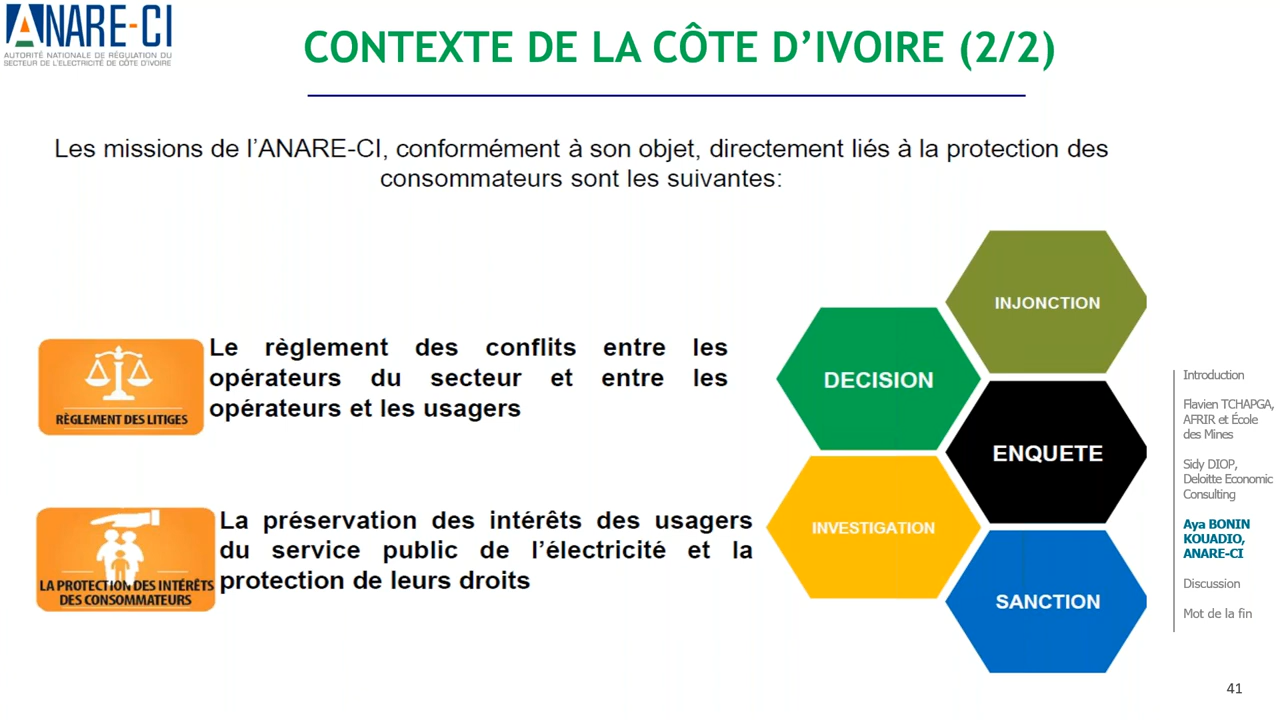 ANARE-CI
AUTORITÉ NATIONALE DE RÉGULATION DU
SECTEUR DE L'ELECTRICITÉ DE CÔTE D'IVOIRE
CONTEXTE DE LA CÔTE D’IVOIRE (2/2)
Les missions de l’ANARE-CI, conformément à son objet, directement liés à la protection des
consommateurs sont les suivantes:
RÈGLEMENT DES LITIGES
Le règlement des conflits entre les
opérateurs du secteur et entre les
opérateurs et les usagers
LA PROTECTION DES INTÉRÊTS
DES CONSOMMATEURS
La préservation des intérêts des usagers
du service public de l’électricité et la
protection de leurs droits
INJONCTION
DECISION
ENQUETE
INVESTIGATION
SANCTION
Introduction
Flavien TCHAPGA,
AFRIR et École
des Mines
Sidy DIOP,
Deloitte Economic
Consulting
Aya BONIN
KOUADIO,
ANARE-CI
Discussion
Mot de la fin
41